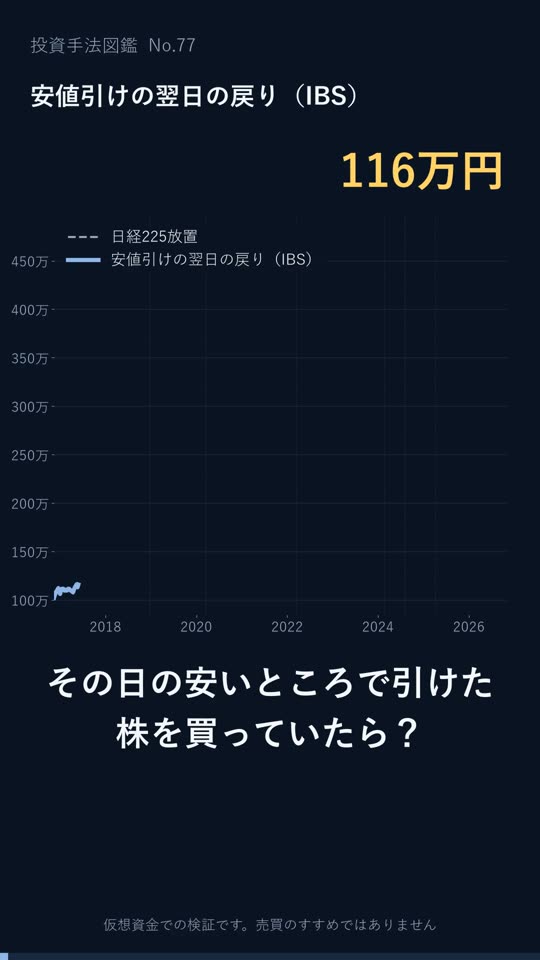 投資手法図鑑 No.77
安値引けの翌日の戻り（IBS）
116万円
日経225放置
安値引けの翌日の戻り（IBS）
450万
400万
350万
300万
250万
200万
150万
100万
2018 2020 2022 2024 2026
その日の安いところで引けた
株を買っていたら？
仮想資金での検証です。売買のすすめではありません